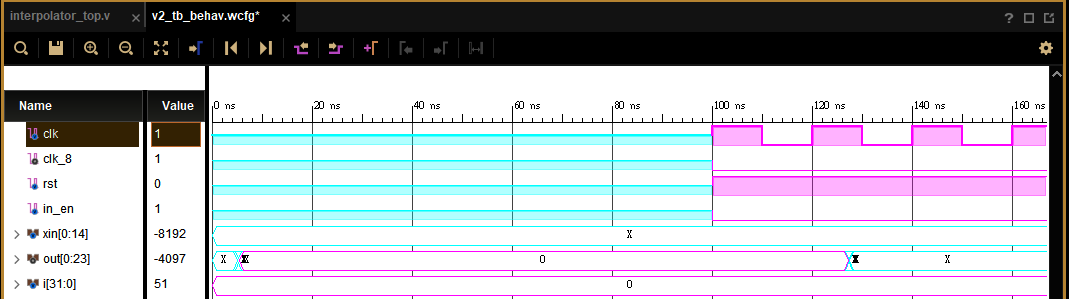 interpolator_top.v × v2_tb_behav.wcfg* ×
?
Name Value
0 ns 20 ns 40 ns 60 ns 80 ns 100 ns 120 ns 140 ns 160 ns
clk 1
clk_8 1
rst 0
in_en 1
xin[0:14] -8192 X
out[0:23] -4097 X 0 X
i[31:0] 51 0